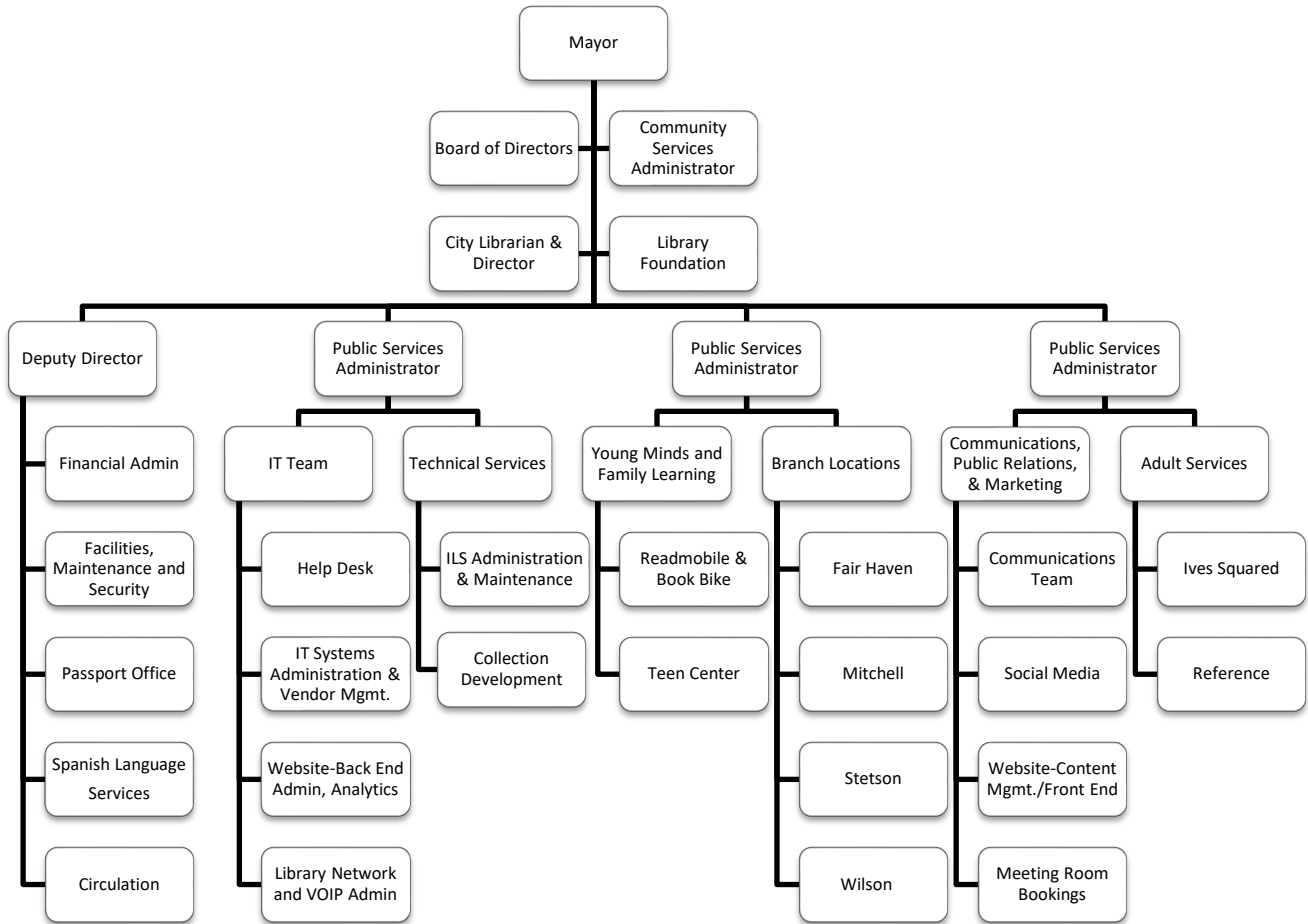 Mayor
Board of Directors
Community
Services
Administrator
City Librarian &
Director
Library
Foundation
Deputy Director
Financial Admin
Facilities,
Maintenance and
Security
Passport Office
Spanish Language
Services
Circulation
Public Services
Administrator
IT Team
Help Desk
IT Systems
Administration &
Vendor Mgmt.
Website-Back End
Admin, Analytics
Library Network
and VOIP Admin
Technical Services
ILS Administration
& Maintenance
Collection
Development
Public Services
Administrator
Young Minds and
Family Learning
Readmobile &
Book Bike
Teen Center
Branch Locations
Fair Haven
Mitchell
Stetson
Wilson
Public Services
Administrator
Communications,
Public Relations,
& Marketing
Communications
Team
Social Media
Website-Content
Mgmt./Front End
Meeting Room
Bookings
Adult Services
Ives Squared
Reference